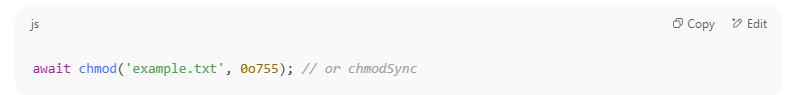 js Copy Edit
await chmod('example.txt', 0o755); // or chmodSync